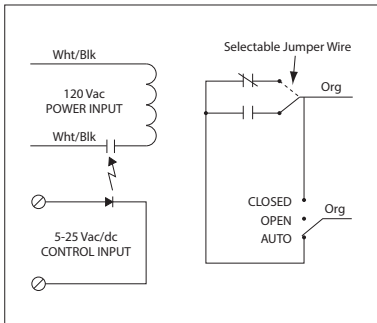 Selectable Jumper Wire
Wht/Blk
Org
120 Vac
POWER INPUT
Wht/Blk
CLOSED
OPEN
Org
AUTO
5-25 Vac/dc
CONTROL INPUT